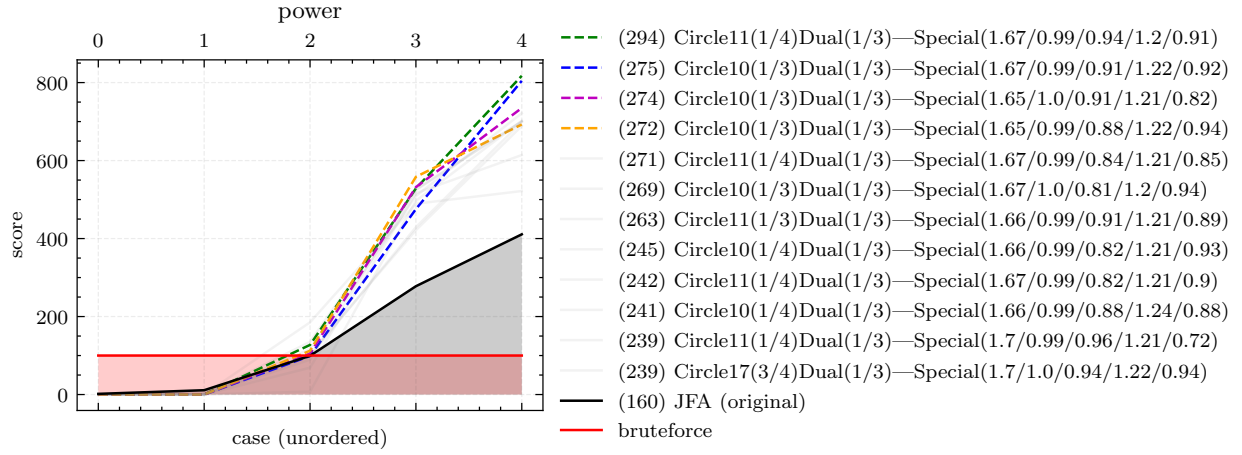 power
0 1 2 3 4
800
600
400
200
0
score
case (unordered)
(294) Circle11(1/4)Dual(1/3)—Special(1.67/0.99/0.94/1.2/0.91)
(275) Circle10(1/3)Dual(1/3)—Special(1.67/0.99/0.91/1.22/0.92)
(274) Circle10(1/3)Dual(1/3)—Special(1.65/1.0/0.91/1.21/0.82)
(272) Circle10(1/3)Dual(1/3)—Special(1.65/0.99/0.88/1.22/0.94)
(271) Circle11(1/4)Dual(1/3)—Special(1.67/0.99/0.84/1.21/0.85)
(269) Circle10(1/3)Dual(1/3)—Special(1.67/1.0/0.81/1.2/0.94)
(263) Circle11(1/3)Dual(1/3)—Special(1.66/0.99/0.91/1.21/0.89)
(245) Circle10(1/4)Dual(1/3)—Special(1.66/0.99/0.82/1.21/0.93)
(242) Circle11(1/4)Dual(1/3)—Special(1.67/0.99/0.82/1.21/0.9)
(241) Circle10(1/4)Dual(1/3)—Special(1.66/0.99/0.88/1.24/0.88)
(239) Circle11(1/4)Dual(1/3)—Special(1.7/0.99/0.96/1.21/0.72)
(239) Circle17(3/4)Dual(1/3)—Special(1.7/1.0/0.94/1.22/0.94)
(160) JFA (original)
bruteforce